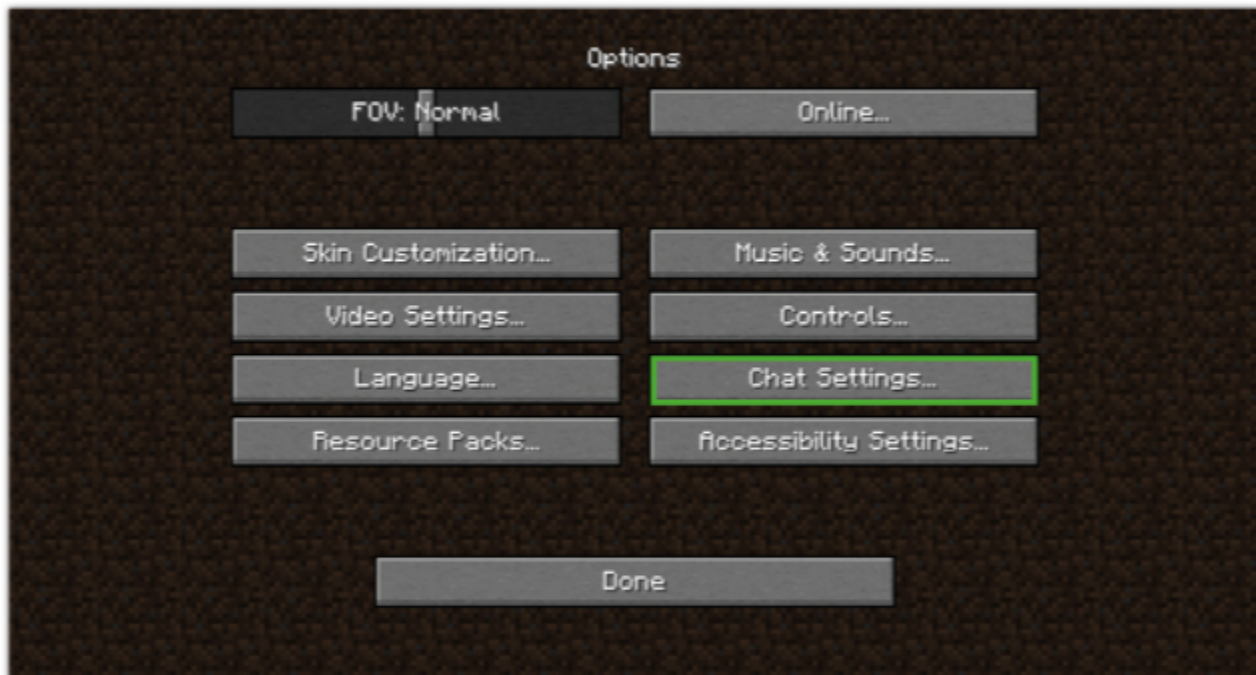 Options
FOV: Normal
Online...
Skin Customization...
Music & Sounds...
Video Settings...
Controls...
Language...
Chat Settings...
Resource Packs...
Accessibility Settings...
Done